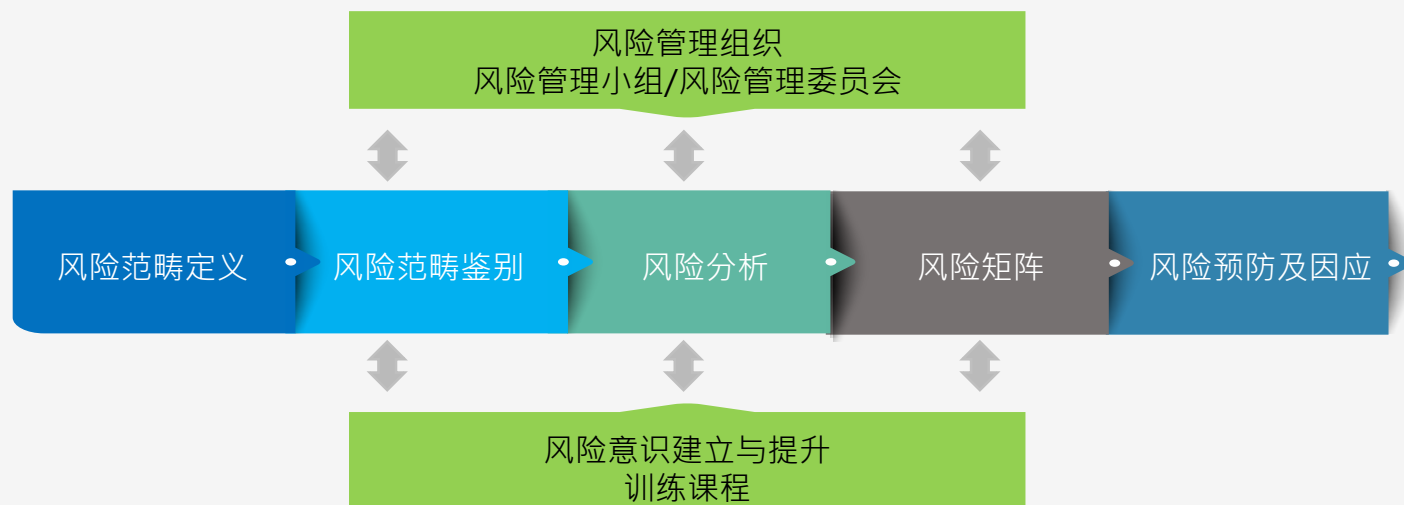 风险管理组织
风险管理小组/风险管理委员会
风险范畴定义
风险范畴鉴别
风险分析
风险矩阵
风险预防及因应
风险意识建立与提升
训练课程